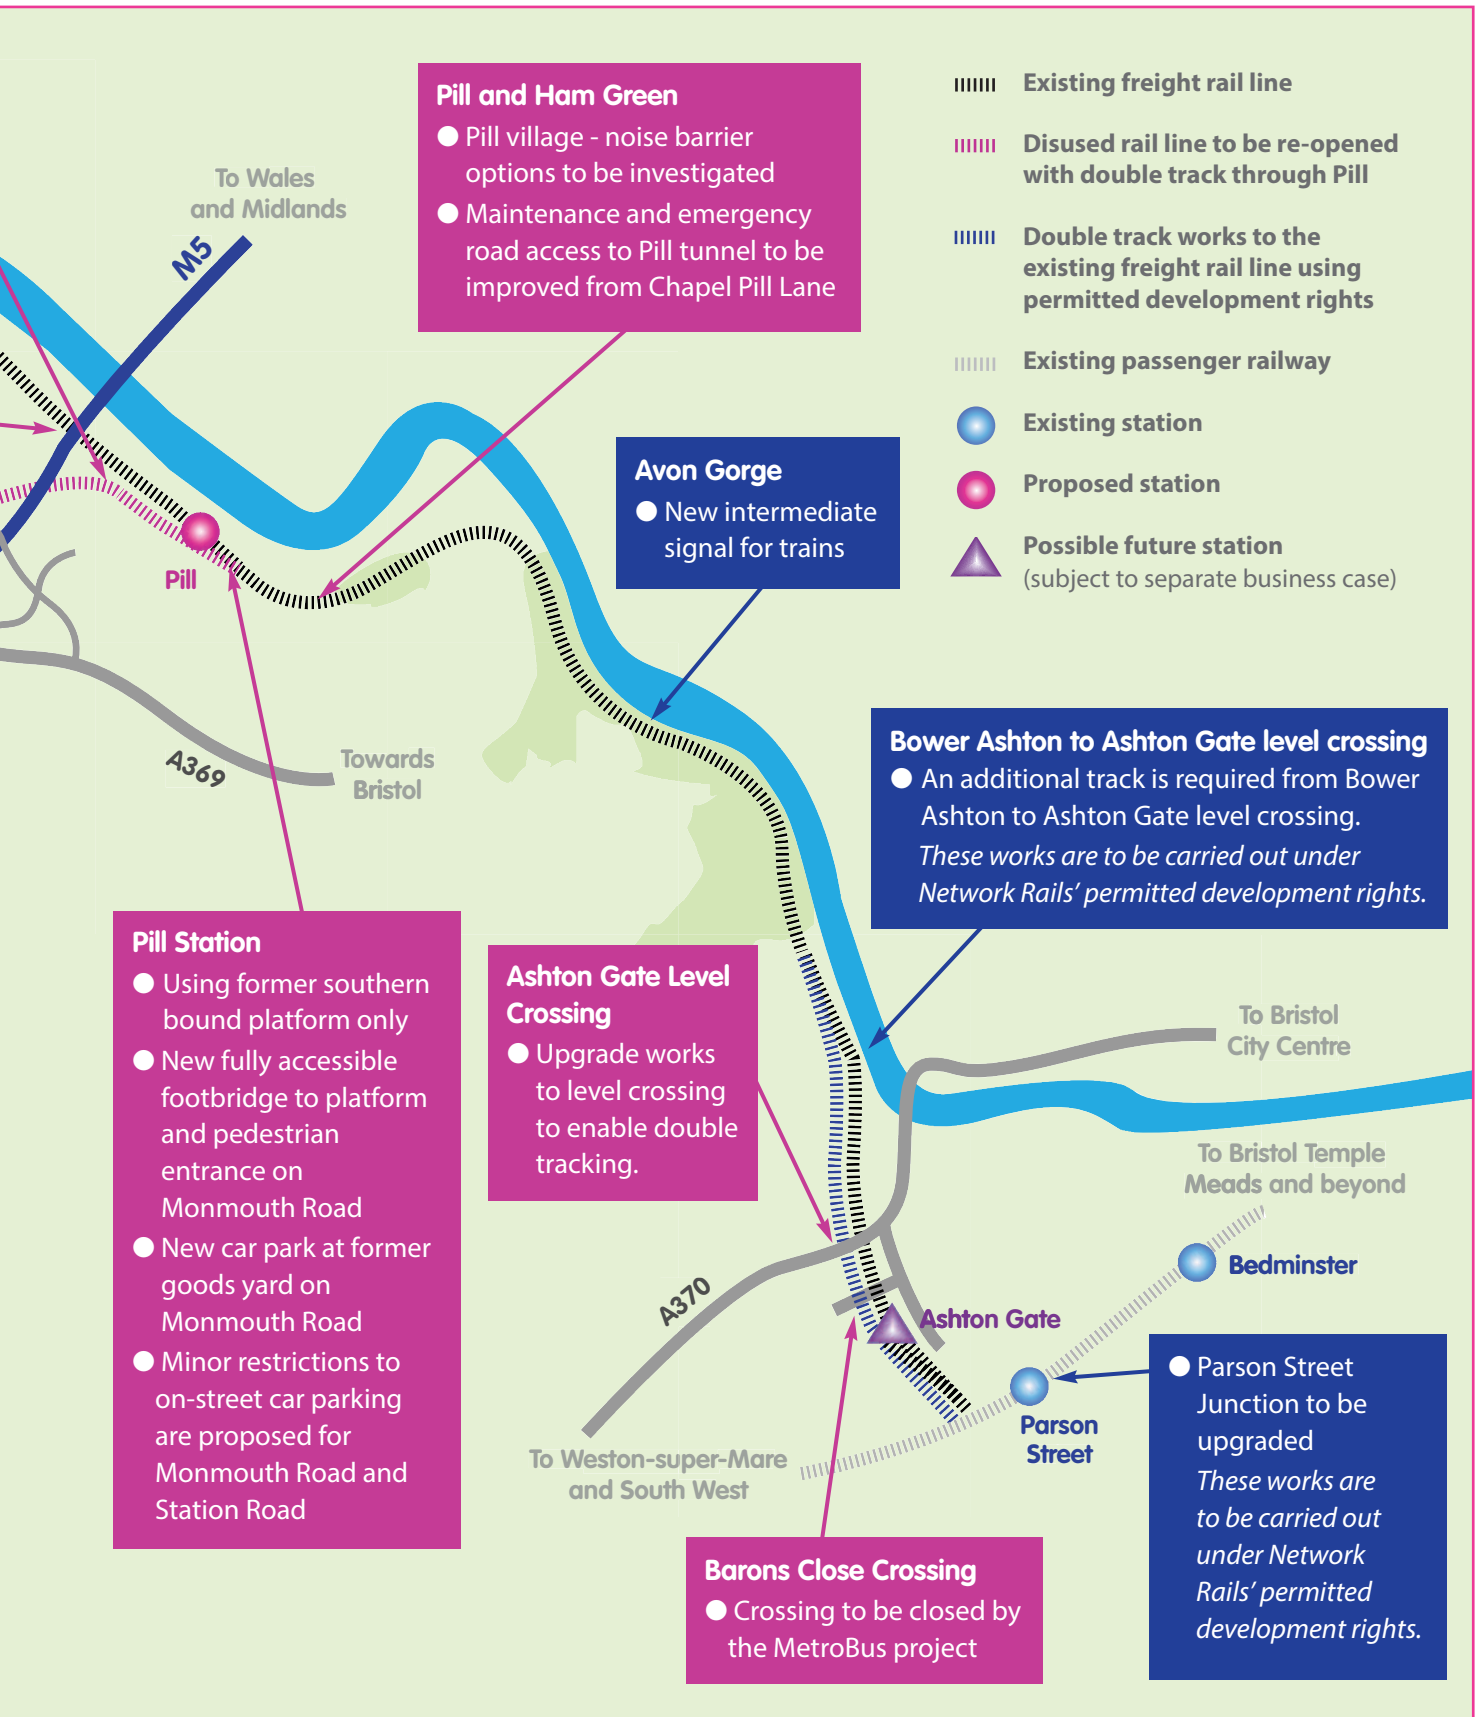 Pill and Ham Green
● Pill village - noise barrier
options to be investigated
● Maintenance and emergency
road access to Pill tunnel to be
improved from Chapel Pill Lane
Existing freight rail line
Disused rail line to be re-opened
with double track through Pill
Double track works to the
existing freight rail line using
permitted development rights
Existing passenger railway
Existing station
Proposed station
Possible future station
(subject to separate business case)
To Wales
and Midlands
M5
Avon Gorge
● New intermediate
signal for trains
Pill
A369
Towards
Bristol
Bower Ashton to Ashton Gate level crossing
● An additional track is required from Bower
Ashton to Ashton Gate level crossing.
These works are to be carried out under
Network Rails’ permitted development rights.
Pill Station
● Using former southern
bound platform only
● New fully accessible
footbridge to platform
and pedestrian
entrance on
Monmouth Road
● New car park at former
goods yard on
Monmouth Road
● Minor restrictions to
on-street car parking
are proposed for
Monmouth Road and
Station Road
Ashton Gate Level
Crossing
● Upgrade works
to level crossing
to enable double
tracking.
To Bristol
City Centre
To Bristol Temple
Meads and beyond
Bedminster
A370
Ashton Gate
Parson
Street
To Weston-super-Mare
and South West
● Parson Street
Junction to be
upgraded
These works are
to be carried out
under Network
Rails’ permitted
development rights.
Barons Close Crossing
● Crossing to be closed by
the MetroBus project